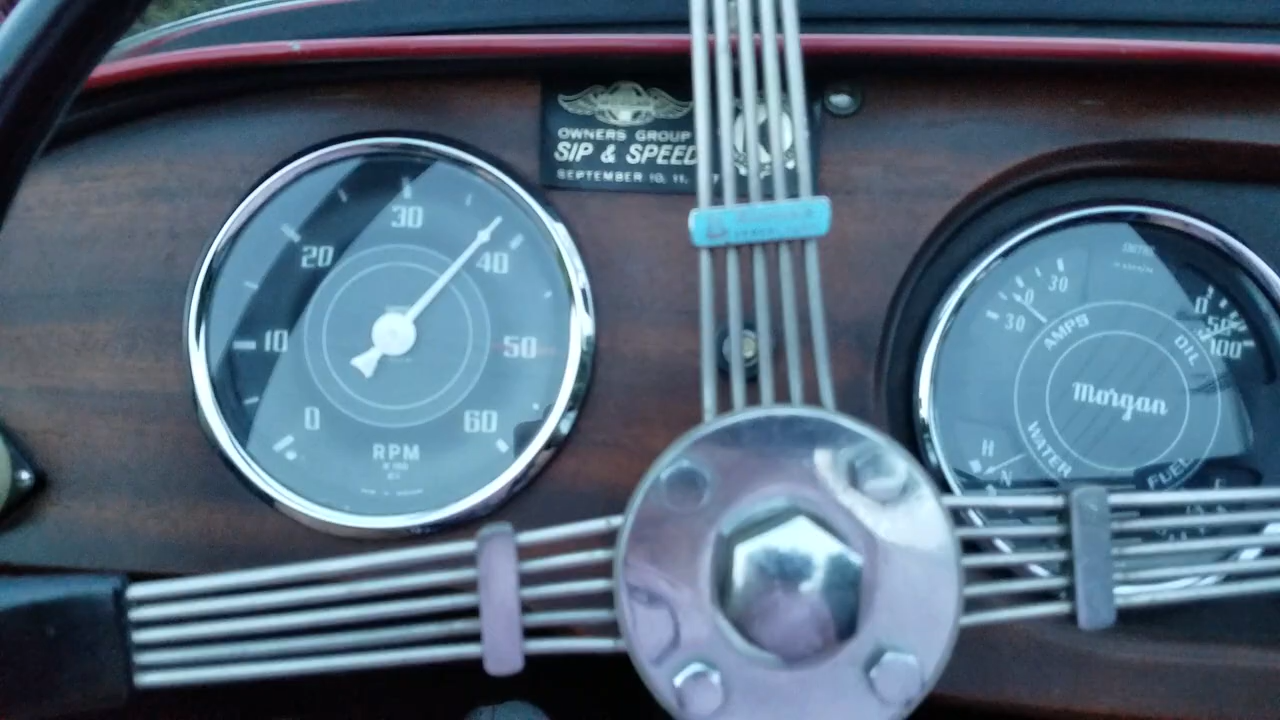 OWNERS GROUP
SIP & SPEED
SEPTEMBER 10, 11,
0
10
20
30
40
50
60
RPM
30
0
30
AMPS
0
50
100
OIL
Morgan
H
N
WATER
FUEL